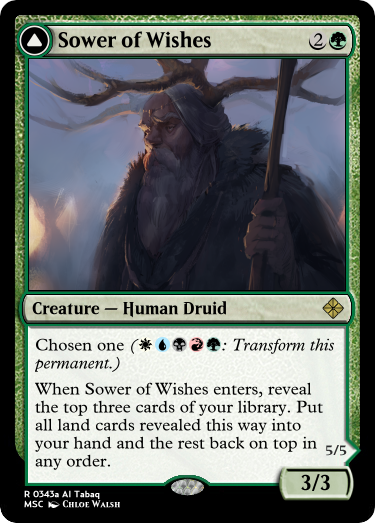 Sower of Wishes 2
Creature — Human Druid
Chosen one (: Transform this
permanent.)
When Sower of Wishes enters, reveal
the top three cards of your library. Put
all land cards revealed this way into
your hand and the rest back on top in
any order.
5/5
3/3
R 0343a Al Tabaq
MSC Chloe Walsh